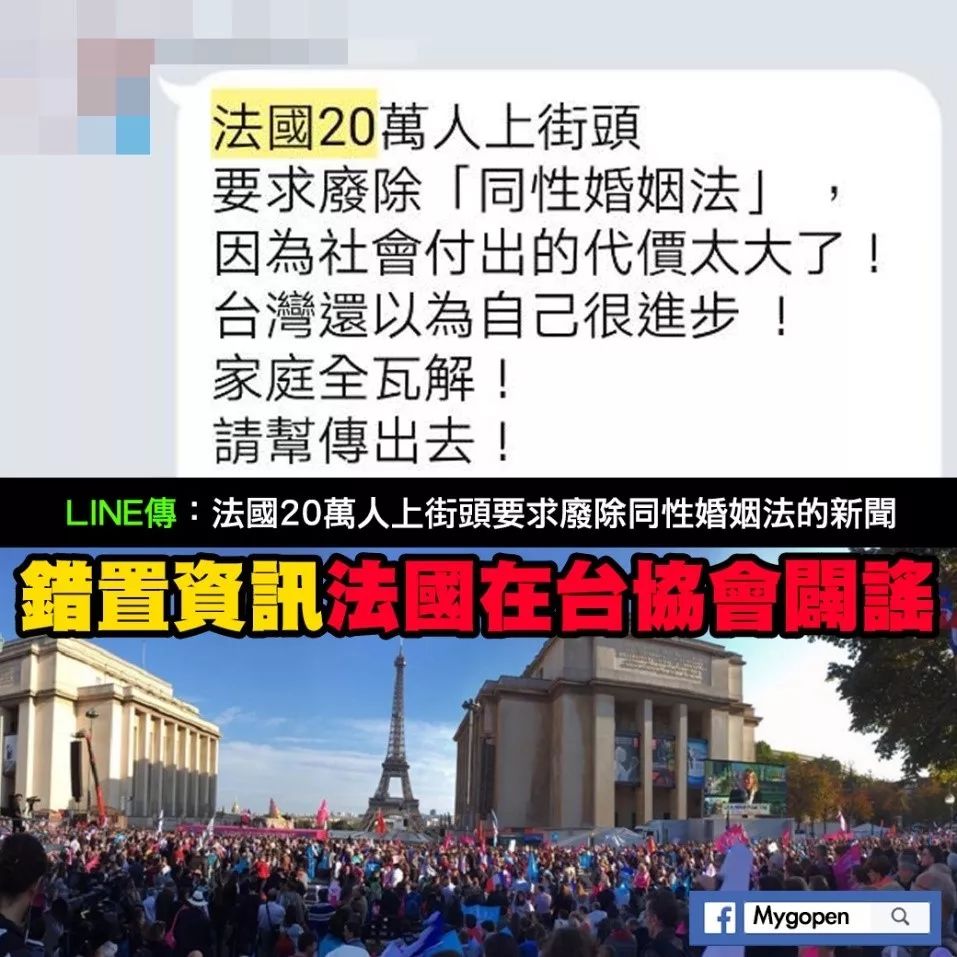 法國20萬人上街頭
要求廢除「同性婚姻法」，
因為社會付出的代價太大了！
台灣還以為自己很進步！
家庭全瓦解！
請幫傳出去！
LINE傳：法國20萬人上街頭要求廢除同性婚姻法的新聞
錯置資訊法國在台協會闢謠
f Mygopen